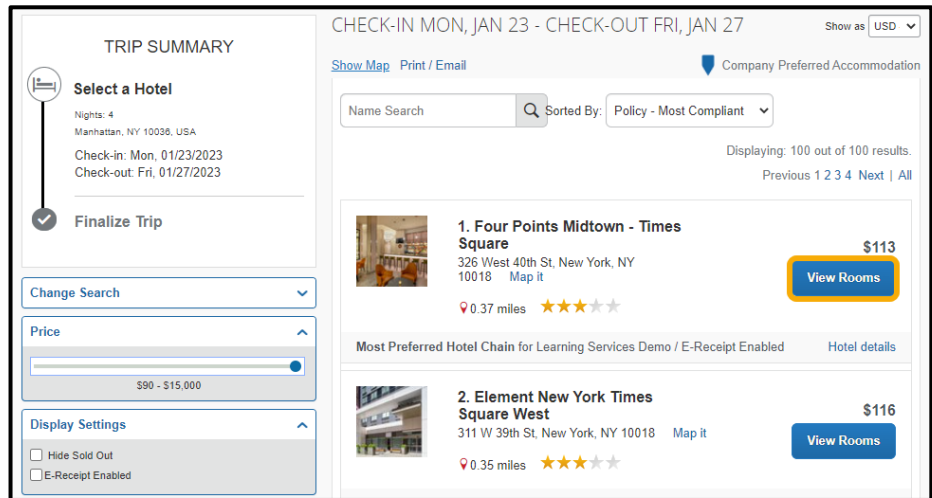 TRIP SUMMARY
Select a Hotel
Nights: 4
Manhattan, NY 10036, USA
Check-in: Mon, 01/23/2023
Check-out: Fri, 01/27/2023
Finalize Trip
Change Search
Price
$90 - $15,000
Display Settings
Hide Sold Out
E-Receipt Enabled
CHECK-IN MON, JAN 23 - CHECK-OUT FRI, JAN 27
Show as USD
Show Map Print / Email
Company Preferred Accommodation
Name Search
Sorted By: Policy - Most Compliant
Displaying: 100 out of 100 results.
Previous 1 2 3 4 Next | All
1. Four Points Midtown - Times
Square
326 West 40th St, New York, NY
10018 Map it
0.37 miles
$113
View Rooms
Most Preferred Hotel Chain for Learning Services Demo / E-Receipt Enabled
Hotel details
2. Element New York Times
Square West
311 W 39th St, New York, NY 10018 Map it
0.35 miles
$116
View Rooms